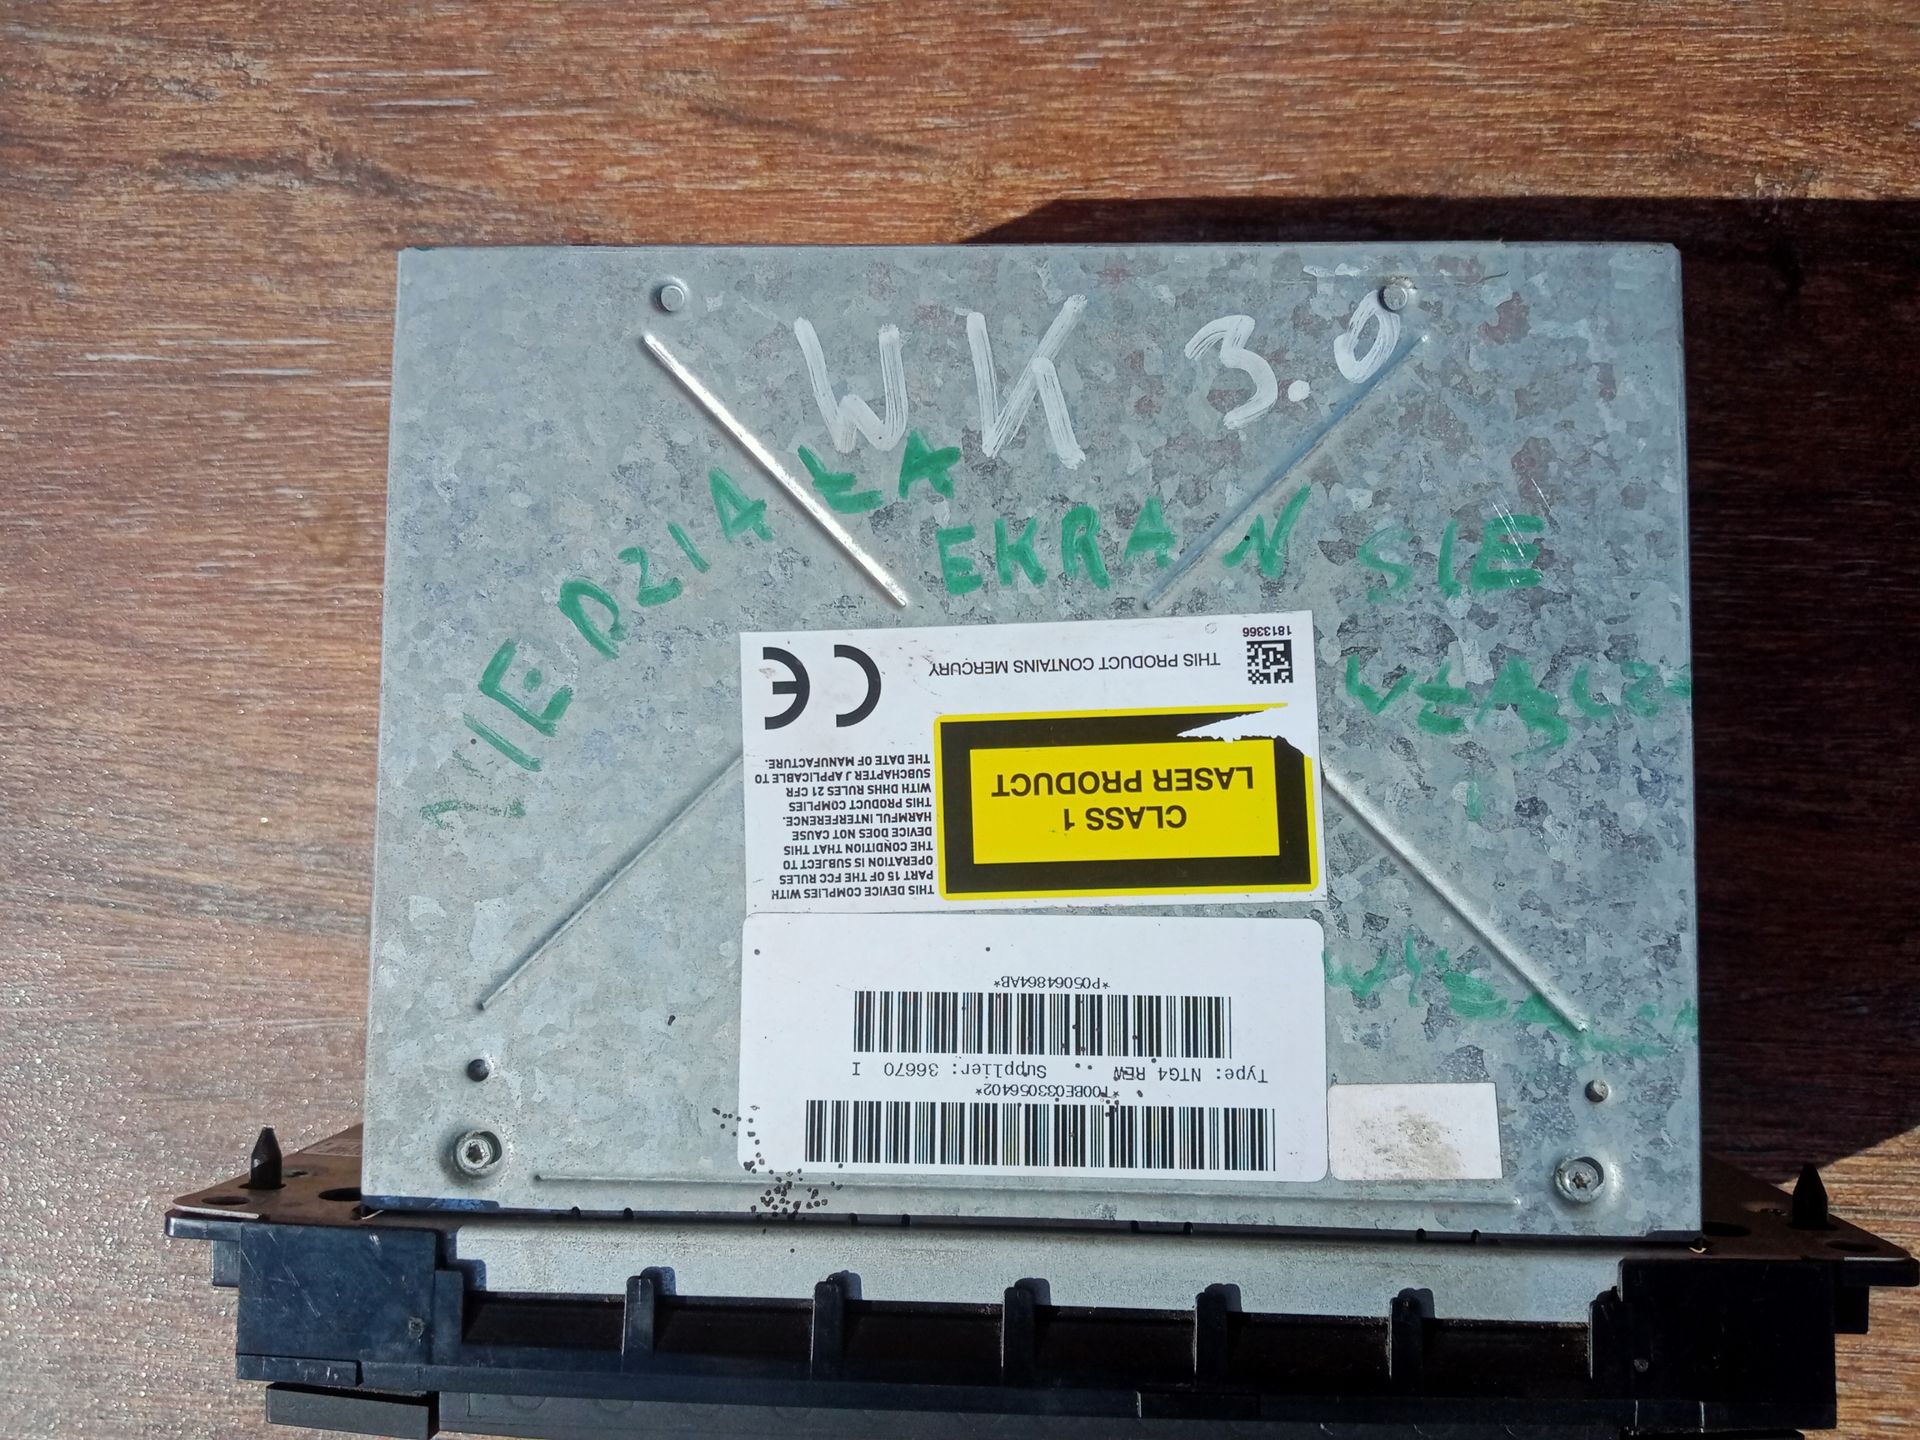 WK 3.0
NIEDZIAŁA
EKRAN SIE
WŁĄCZ
I
CE
THIS PRODUCT CONTAINS MERCURY
1813366
CLASS 1
LASER PRODUCT
THIS DEVICE COMPLIES WITH
PART 15 OF THE FCC RULES
OPERATION IS SUBJECT TO
THE CONDITION THAT THIS
DEVICE DOES NOT CAUSE
HARMFUL INTERFERENCE.
THIS PRODUCT COMPLIES
WITH DHHS RULES 21 CFR
SUBCHAPTER J APPLICABLE TO
THE DATE OF MANUFACTURE.
*T00BE033056402*
Type: NTG4 REW Supplier: 36670 I
*P05064864AB*